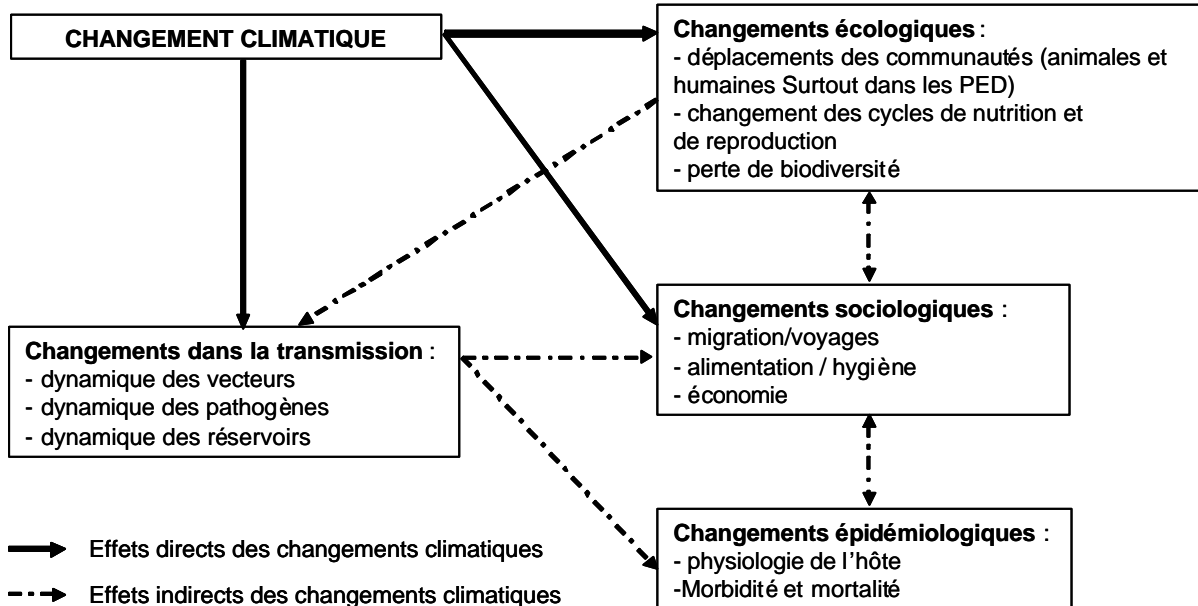 CHANGEMENT CLIMATIQUE
Changements écologiques :
- déplacements des communautés (animales et
humaines Surtout dans les PED)
- changement des cycles de nutrition et
de reproduction
- perte de biodiversité
Changements sociologiques :
- migration/voyages
- alimentation / hygiène
- économie
Changements dans la transmission :
- dynamique des vecteurs
- dynamique des pathogènes
- dynamique des réservoirs
Changements épidémiologiques :
- physiologie de l'hôte
-Morbidité et mortalité
Effets directs des changements climatiques
Effets indirects des changements climatiques